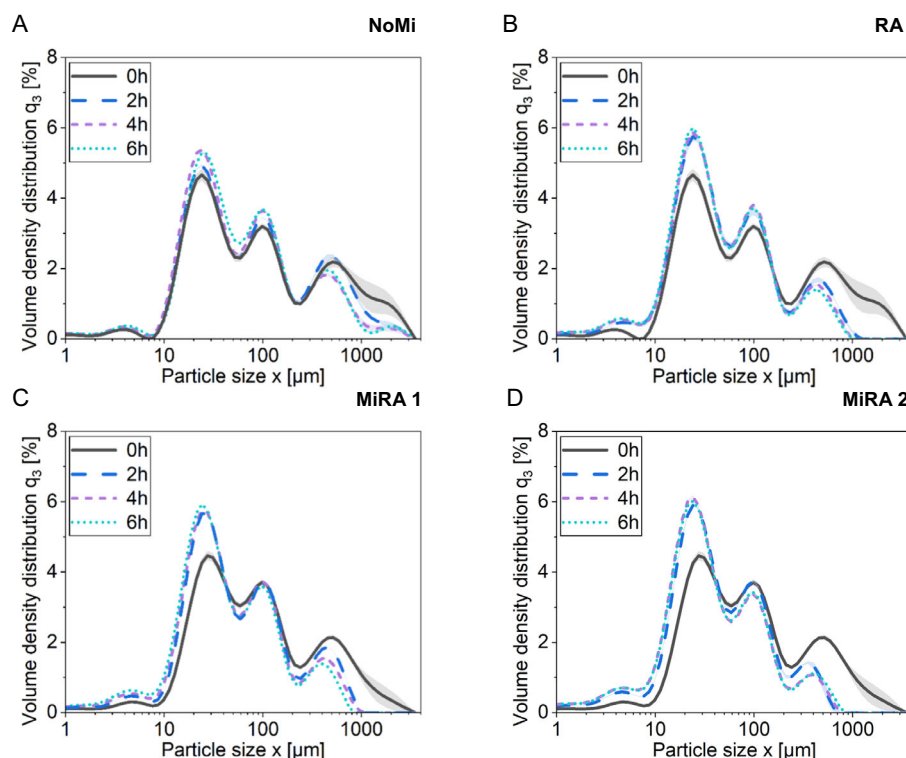 A
NoMi
Volume density distribution q3 [%]
8
6
4
2
0
0h
2h
4h
6h
1
10
100
1000
Particle size x [µm]
B
RA
Volume density distribution q3 [%]
8
6
4
2
0
0h
2h
4h
6h
1
10
100
1000
Particle size x [µm]
C
MiRA 1
Volume density distribution q3 [%]
8
6
4
2
0
0h
2h
4h
6h
1
10
100
1000
Particle size x [µm]
D
MiRA 2
Volume density distribution q3 [%]
8
6
4
2
0
0h
2h
4h
6h
1
10
100
1000
Particle size x [µm]